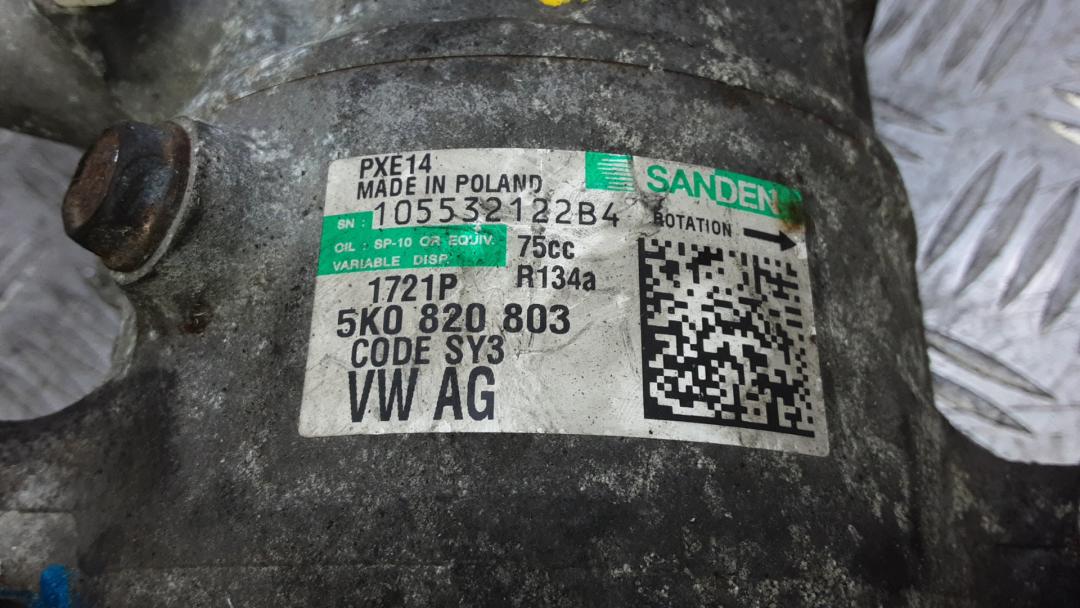 PXE14
MADE IN POLAND
SANDEN
SN : 105532122B4
ROTATION
OIL : SP-10 OR EQUIV.
VARIABLE DISP.
75cc
R134a
1721P
5K0 820 803
CODE SY3
VW AG